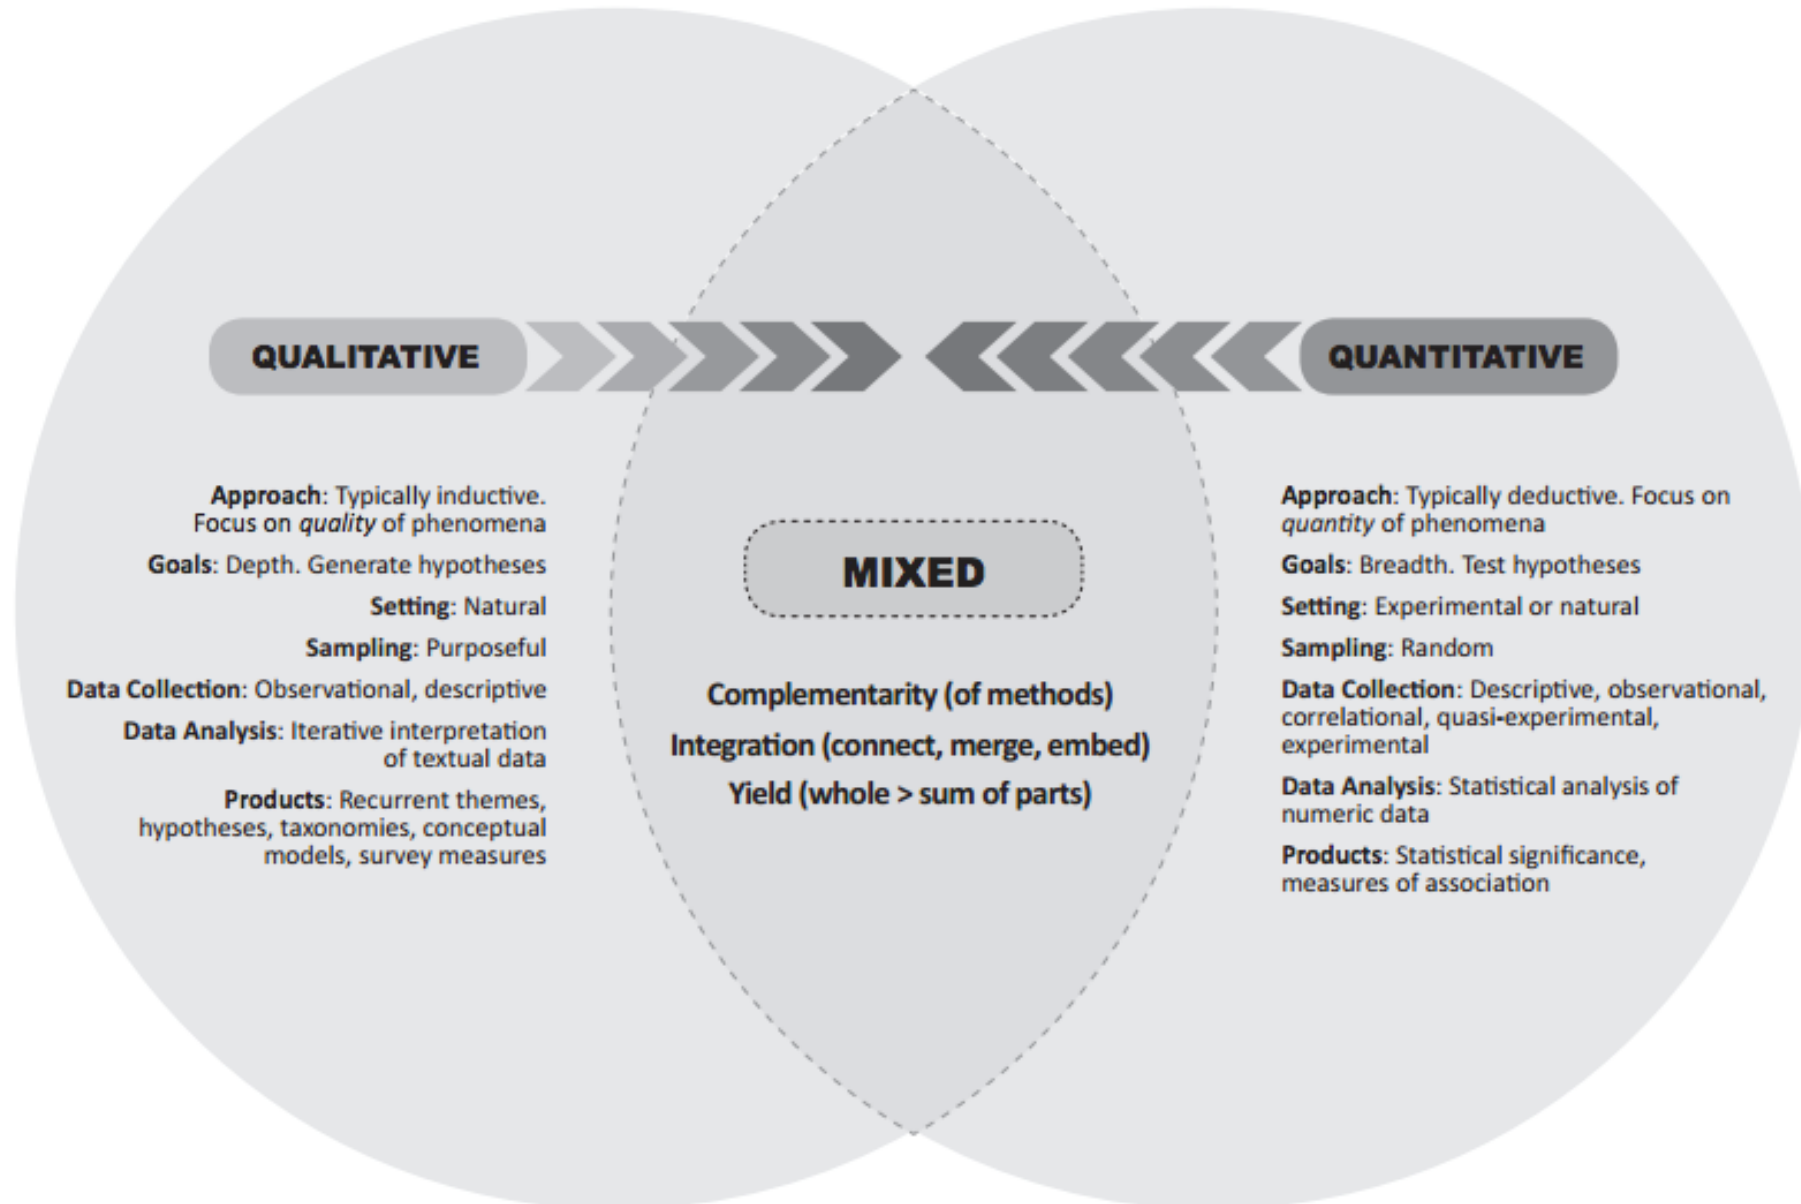 QUALITATIVE
Approach: Typically inductive.
Focus on quality of phenomena
Goals: Depth. Generate hypotheses
Setting: Natural
Sampling: Purposeful
Data Collection: Observational, descriptive
Data Analysis: Iterative interpretation
of textual data
Products: Recurrent themes,
hypotheses, taxonomies, conceptual
models, survey measures
MIXED
Complementarity (of methods)
Integration (connect, merge, embed)
Yield (whole > sum of parts)
QUANTITATIVE
Approach: Typically deductive. Focus on
quantity of phenomena
Goals: Breadth. Test hypotheses
Setting: Experimental or natural
Sampling: Random
Data Collection: Descriptive, observational,
correlational, quasi-experimental,
experimental
Data Analysis: Statistical analysis of
numeric data
Products: Statistical significance,
measures of association